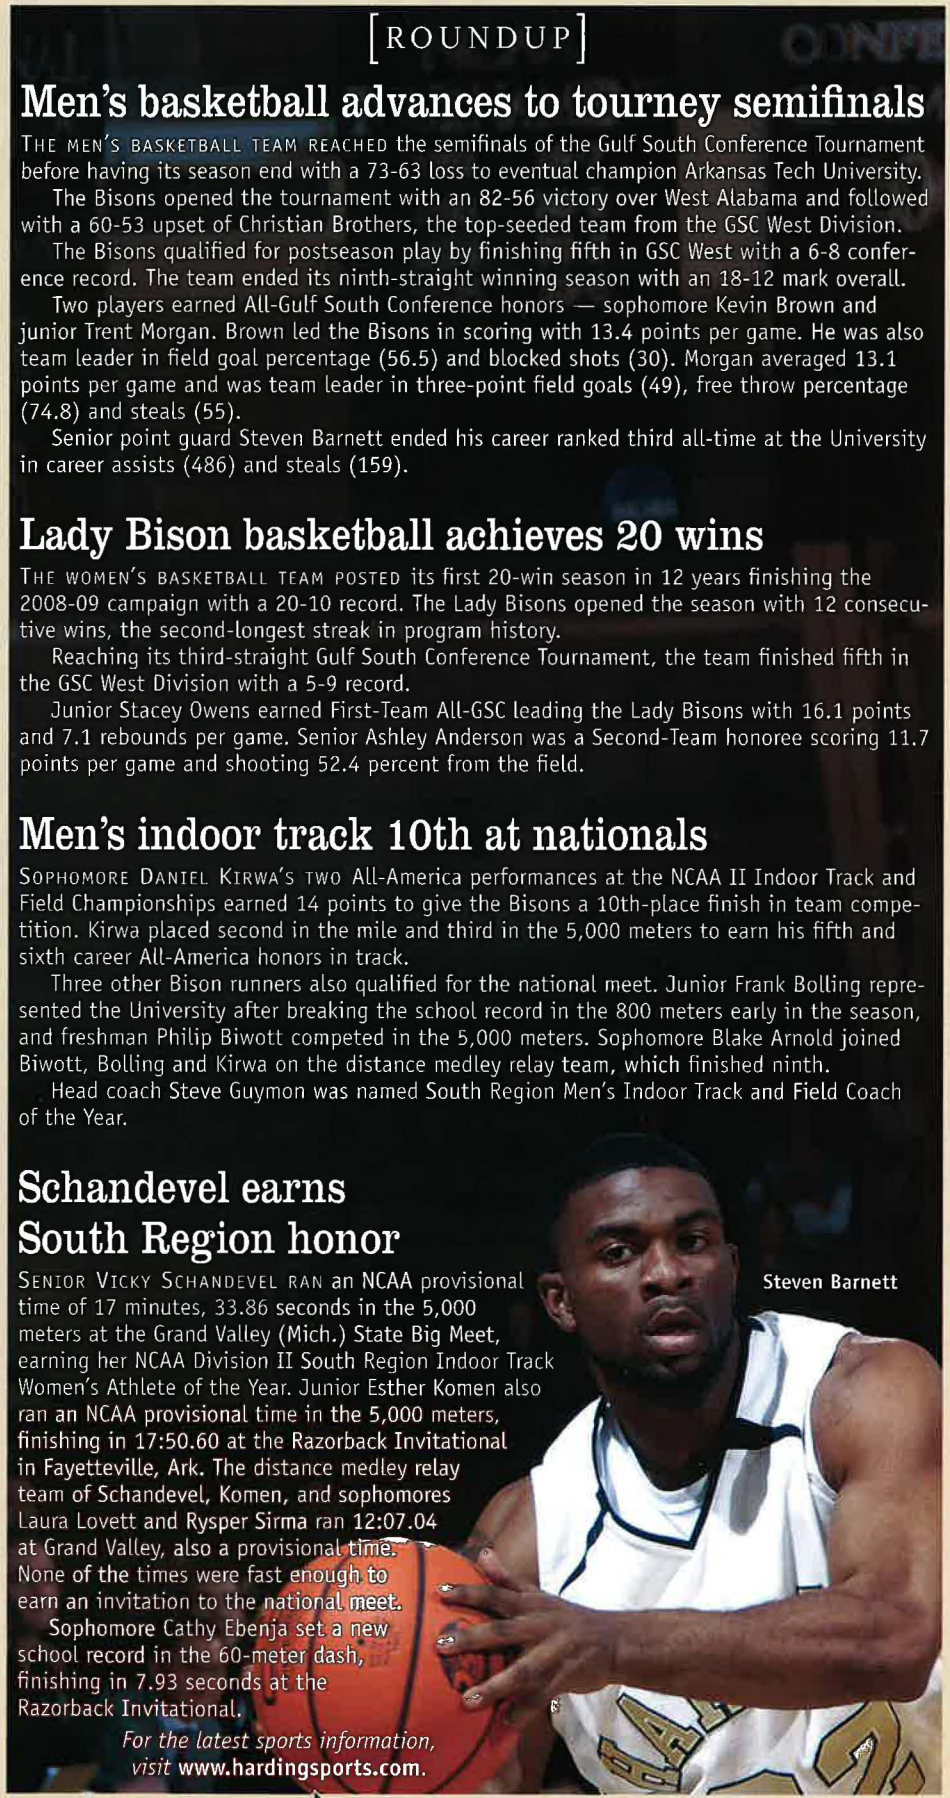 [ROUNDUP]
CONFE
Men's basketball advances to tourney semifinals
THE MEN'S BASKETBALL TEAM REACHED the semifinals of the Gulf South Conference Tournament
before having its season end with a 73-63 loss to eventual champion Arkansas Tech University.
The Bisons opened the tournament with an 82-56 victory over West Alabama and followed
with a 60-53 upset of Christian Brothers, the top-seeded team from the GSC West Division.
The Bisons qualified for postseason play by finishing fifth in GSC West with a 6-8 confer-
ence record. The team ended its ninth-straight winning season with an 18-12 mark overall.
Two players earned All-Gulf South Conference honors — sophomore Kevin Brown and
junior Trent Morgan. Brown led the Bisons in scoring with 13.4 points per game. He was also
team leader in field goal percentage (56.5) and blocked shots (30). Morgan averaged 13.1
points per game and was team leader in three-point field goals (49), free throw percentage
(74.8) and steals (55).
Senior point guard Steven Barnett ended his career ranked third all-time at the University
in career assists (486) and steals (159).
Lady Bison basketball achieves 20 wins
THE WOMEN'S BASKETBALL TEAM POSTED its first 20-win season in 12 years finishing the
2008-09 campaign with a 20-10 record. The Lady Bisons opened the season with 12 consecu-
tive wins, the second-longest streak in program history.
Reaching its third-straight Gulf South Conference Tournament, the team finished fifth in
the GSC West Division with a 5-9 record.
Junior Stacey Owens earned First-Team All-GSC leading the Lady Bisons with 16.1 points
and 7.1 rebounds per game. Senior Ashley Anderson was a Second-Team honoree scoring 11.7
points per game and shooting 52.4 percent from the field.
Men's indoor track 10th at nationals
SOPHOMORE DANIEL KIRWA'S TWO All-America performances at the NCAA II Indoor Track and
Field Championships earned 14 points to give the Bisons a 10th-place finish in team compe-
tition. Kirwa placed second in the mile and third in the 5,000 meters to earn his fifth and
sixth career All-America honors in track.
Three other Bison runners also qualified for the national meet. Junior Frank Bolling repre-
sented the University after breaking the school record in the 800 meters early in the season,
and freshman Philip Biwott competed in the 5,000 meters. Sophomore Blake Arnold joined
Biwott, Bolling and Kirwa on the distance medley relay team, which finished ninth.
Head coach Steve Guymon was named South Region Men's Indoor Track and Field Coach
of the Year.
Schandevel earns
South Region honor
SENIOR VICKY SCHANDEVEL RAN an NCAA provisional
time of 17 minutes, 33.86 seconds in the 5,000
meters at the Grand Valley (Mich.) State Big Meet,
earning her NCAA Division II South Region Indoor Track
Women's Athlete of the Year. Junior Esther Komen also
ran an NCAA provisional time in the 5,000 meters,
finishing in 17:50.60 at the Razorback Invitational
in Fayetteville, Ark. The distance medley relay
team of Schandevel, Komen, and sophomores
Laura Lovett and Rysper Sirma ran 12:07.04
at Grand Valley, also a provisional time.
None of the times were fast enough to
earn an invitation to the national meet.
Sophomore Cathy Ebenja set a new
school record in the 60-meter dash,
finishing in 7.93 seconds at the
Razorback Invitational.
For the latest sports information,
visit www.hardingsports.com.
Steven Barnett
HA